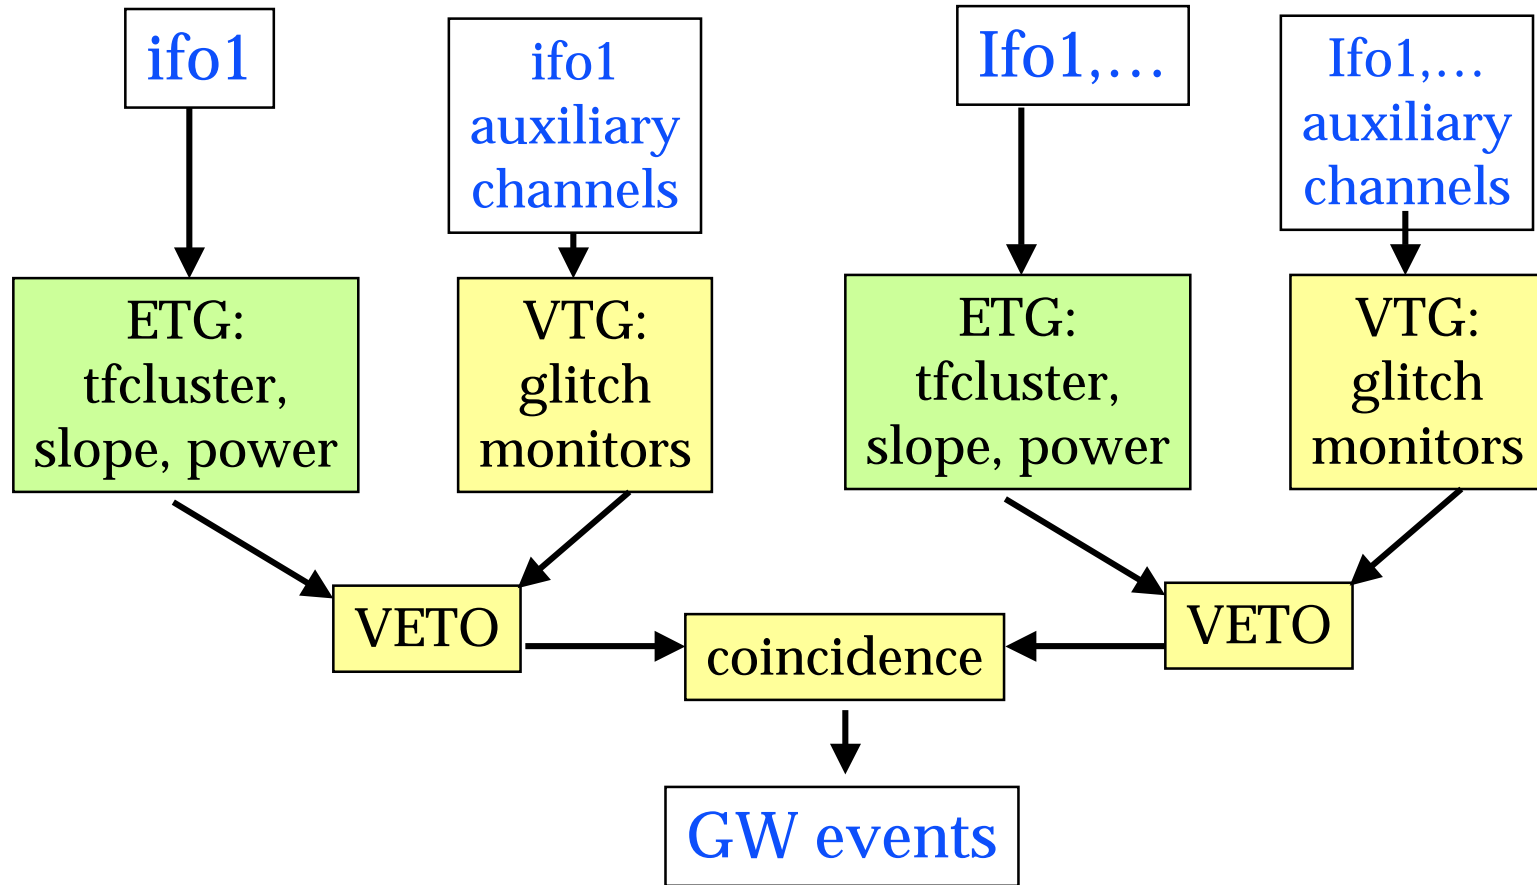 ifo1
ifo1
auxiliary
channels
Ifo1,…
Ifo1,…
auxiliary
channels
ETG:
tfcluster,
slope, power
VTG:
glitch
monitors
ETG:
tfcluster,
slope, power
VTG:
glitch
monitors
VETO
coincidence
VETO
GW events